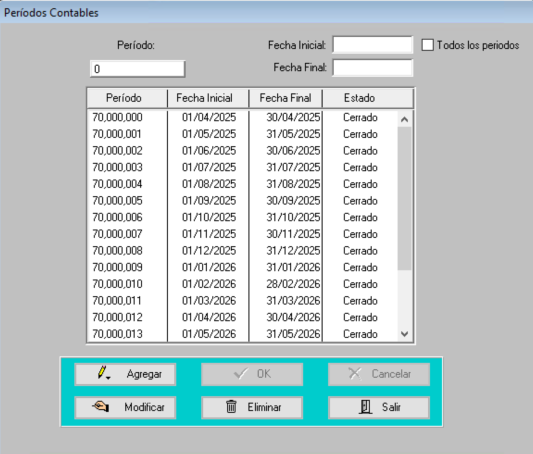 Períodos Contables
Período: Fecha Inicial: Todos los periodos
0 Fecha Final:
Período Fecha Inicial Fecha Final Estado
70,000,000 01/04/2025 30/04/2025 Cerrado
70,000,001 01/05/2025 31/05/2025 Cerrado
70,000,002 01/06/2025 30/06/2025 Cerrado
70,000,003 01/07/2025 31/07/2025 Cerrado
70,000,004 01/08/2025 31/08/2025 Cerrado
70,000,005 01/09/2025 30/09/2025 Cerrado
70,000,006 01/10/2025 31/10/2025 Cerrado
70,000,007 01/11/2025 30/11/2025 Cerrado
70,000,008 01/12/2025 31/12/2025 Cerrado
70,000,009 01/01/2026 31/01/2026 Cerrado
70,000,010 01/02/2026 28/02/2026 Cerrado
70,000,011 01/03/2026 31/03/2026 Cerrado
70,000,012 01/04/2026 30/04/2026 Cerrado
70,000,013 01/05/2026 31/05/2026 Cerrado
Agregar OK Cancelar
Modificar Eliminar Salir